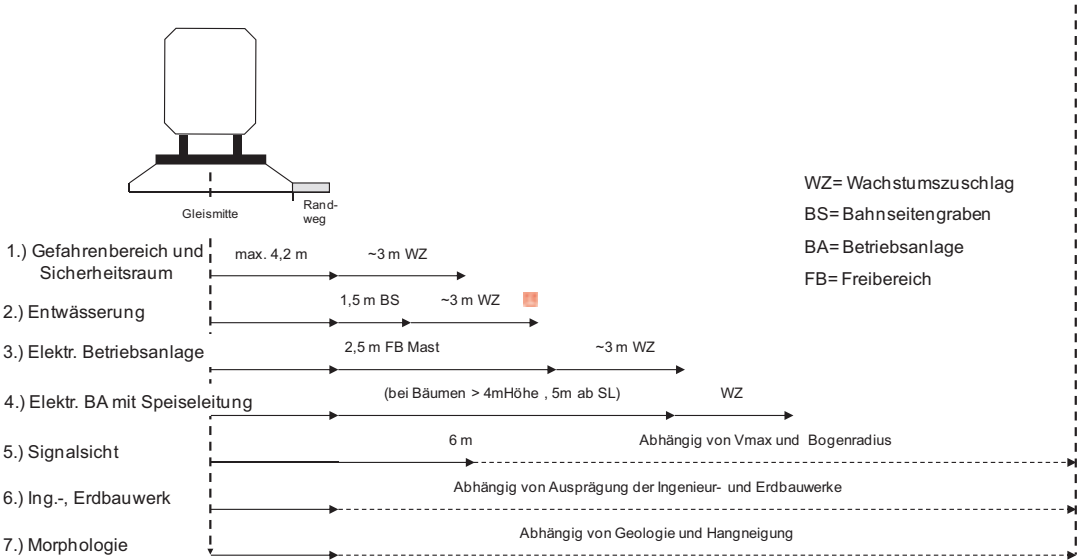 Gleismitte
Rand-
weg
WZ= Wachstumszuschlag
BS= Bahnseitengraben
BA= Betriebsanlage
FB= Freibereich
1.) Gefahrenbereich und
Sicherheitsraum
max. 4,2 m
~3 m WZ
2.) Entwässerung
1,5 m BS
~3 m WZ
3.) Elektr. Betriebsanlage
2,5 m FB Mast
~3 m WZ
4.) Elektr. BA mit Speiseleitung
(bei Bäumen > 4mHöhe , 5m ab SL)
WZ
5.) Signalsicht
6 m
Abhängig von Vmax und Bogenradius
6.) Ing.-, Erdbauwerk
Abhängig von Ausprägung der Ingenieur- und Erdbauwerke
7.) Morphologie
Abhängig von Geologie und Hangneigung